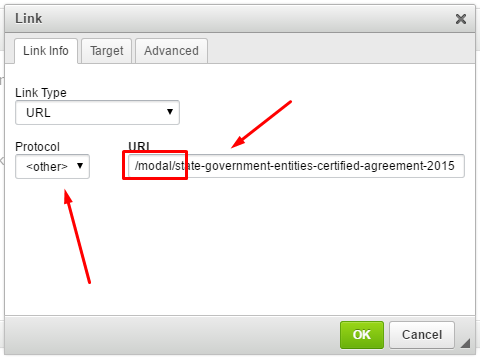 Link
Link Info Target Advanced
Link Type
URL
Protocol URL
<other> /modal/state-government-entities-certified-agreement-2015
OK Cancel